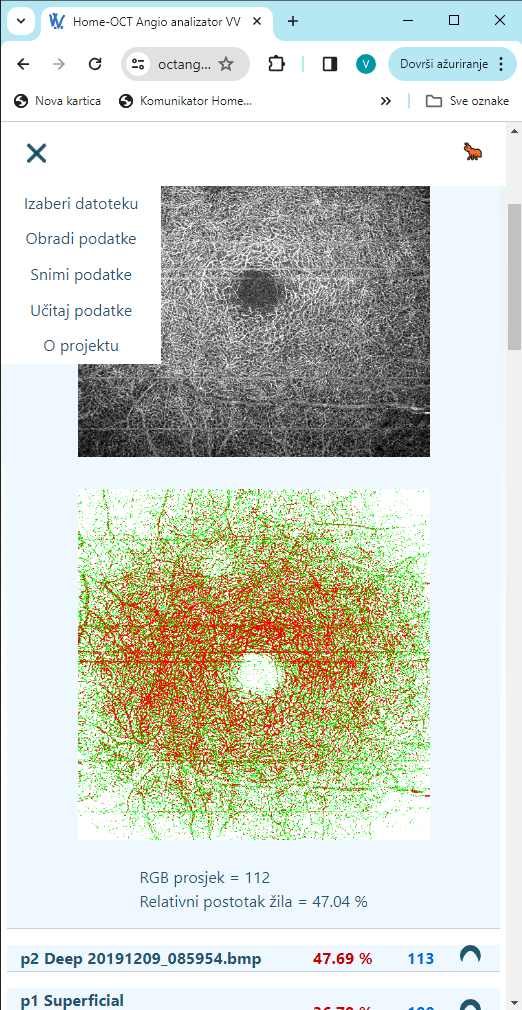 Home-OCT Angio analizator VV
octang...
V
Dovrši ažuriranje
Nova kartica
Komunikator Home...
Sve oznake
Izaberi datoteku
Obradi podatke
Snimi podatke
Učitaj podatke
O projektu
RGB prosjek = 112
Relativni postotak žila = 47.04 %
p2 Deep 20191209_085954.bmp 47.69 % 113
p1 Superficial